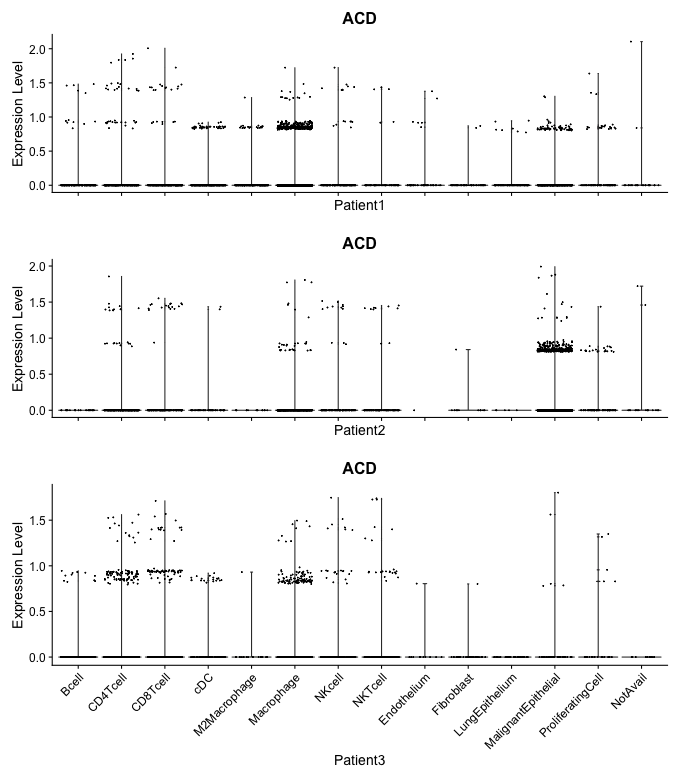 ACD
Expression Level
2.0
1.5
1.0
0.5
0.0
Patient1
ACD
Expression Level
2.0
1.5
1.0
0.5
0.0
Patient2
ACD
Expression Level
1.5
1.0
0.5
0.0
Bcell
CD4Tcell
CD8Tcell
cDC
M2Macrophage
Macrophage
NKcell
NKTcell
Endothelium
Fibroblast
LungEpithelium
MalignantEpithelial
ProliferatingCell
NotAvail
Patient3